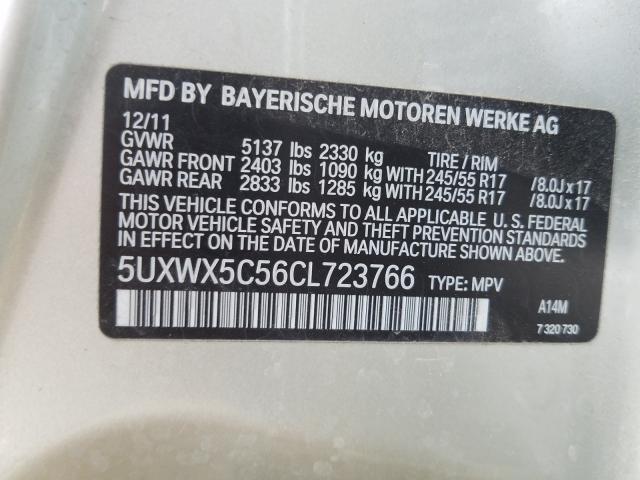 MFD BY BAYERISCHE MOTOREN WERKE AG
12/11
GVWR 5137 lbs 2330 kg TIRE / RIM
GAWR FRONT 2403 lbs 1090 kg WITH 245/55 R17 / 8.0J x 17
GAWR REAR 2833 lbs 1285 kg WITH 245/55 R17 / 8.0J x 17
THIS VEHICLE CONFORMS TO ALL APPLICABLE U. S. FEDERAL
MOTOR VEHICLE SAFETY AND THEFT PREVENTION STANDARDS
IN EFFECT ON THE DATE OF MANUFACTURE SHOWN ABOVE.
5UXWX5C56CL723766 TYPE: MPV
A14M
7 320 730